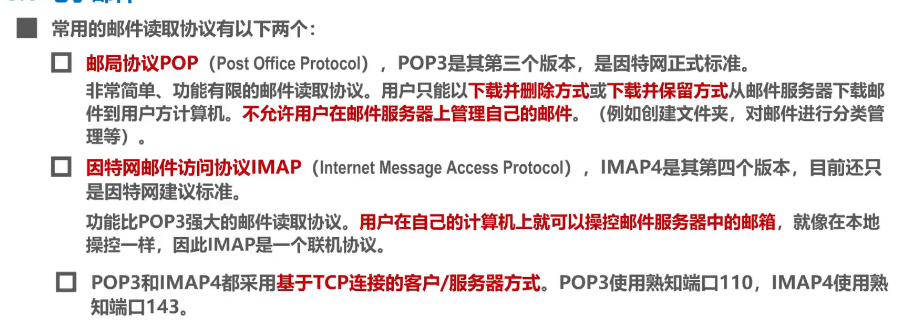 常用的邮件读取协议有以下两个：
邮局协议POP（Post Office Protocol），POP3是其第三个版本，是因特网正式标准。
非常简单、功能有限的邮件读取协议。用户只能以下载并删除方式或下载并保留方式从邮件服务器下载邮
件到用户方计算机。不允许用户在邮件服务器上管理自己的邮件。（例如创建文件夹，对邮件进行分类管
理等）。
因特网邮件访问协议IMAP（Internet Message Access Protocol），IMAP4是其第四个版本，目前还只
是因特网建议标准。
功能比POP3强大的邮件读取协议。用户在自己的计算机上就可以操控邮件服务器中的邮箱，就像在本地
操控一样，因此IMAP是一个联机协议。
POP3和IMAP4都采用基于TCP连接的客户/服务器方式。POP3使用熟知端口110，IMAP4使用熟
知端口143。